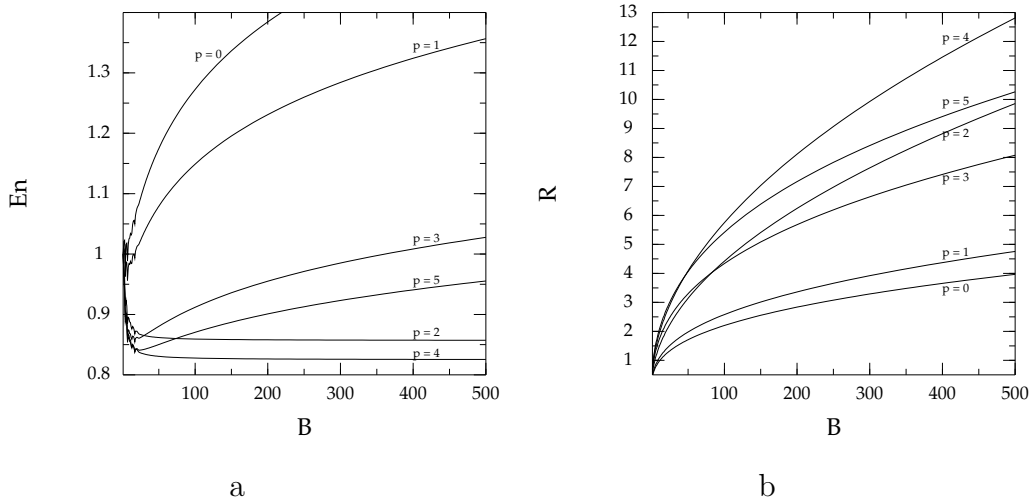 1.3
1.2
1.1
1
0.9
0.8
En
p = 0
p = 1
p = 3
p = 5
p = 2
p = 4
100
200
300
400
500
B
a
13
12
11
10
9
8
7
6
5
4
3
2
1
R
p = 4
p = 5
p = 2
p = 3
p = 1
p = 0
100
200
300
400
500
B
b